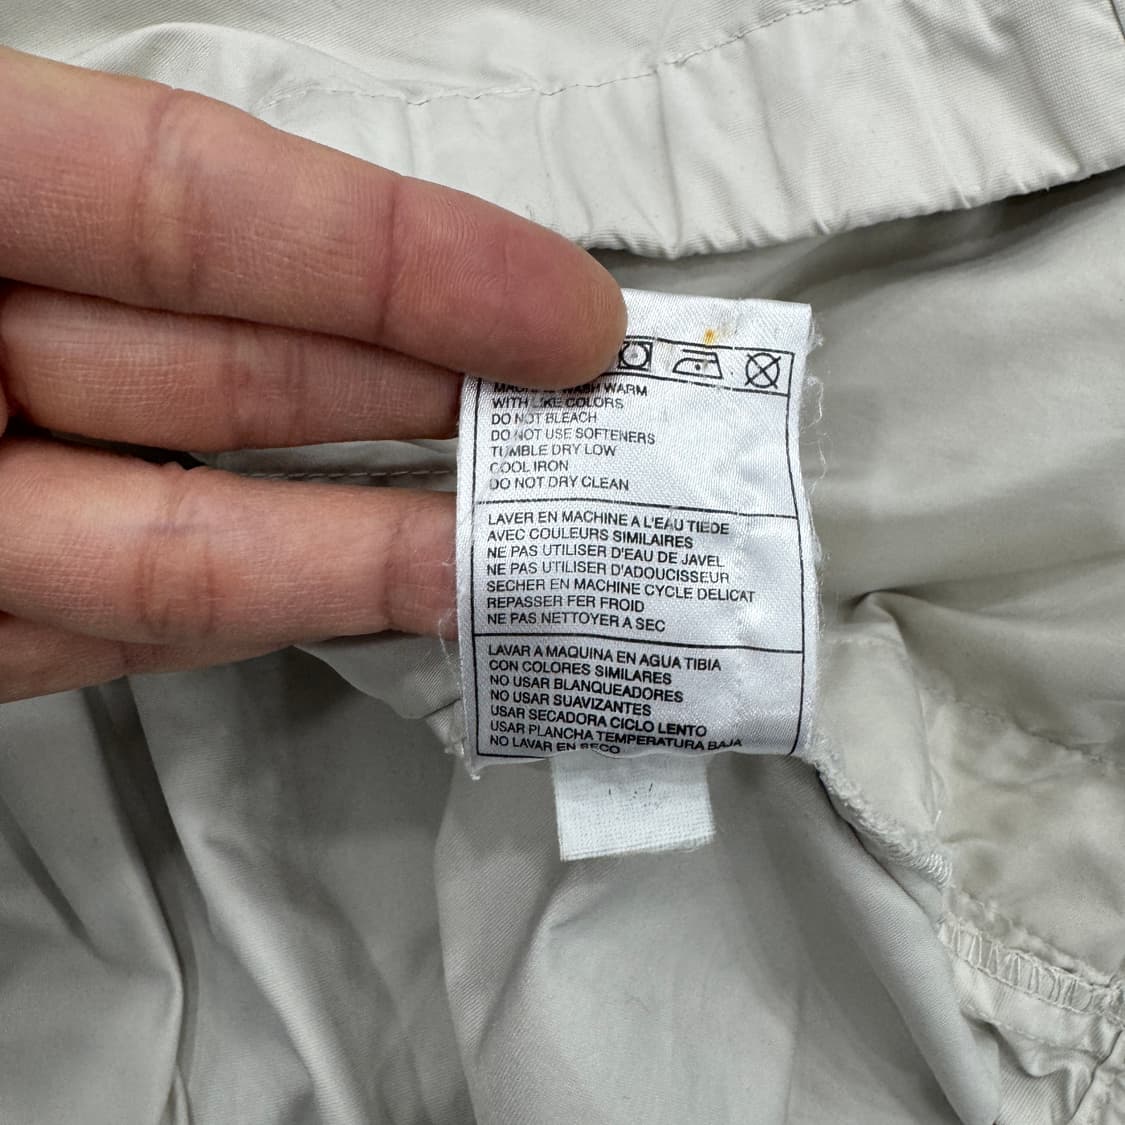 MACHINE WASH WARM
WITH LIKE COLORS
DO NOT BLEACH
DO NOT USE SOFTENERS
TUMBLE DRY LOW
COOL IRON
DO NOT DRY CLEAN
LAVER EN MACHINE A L'EAU TIEDE
AVEC COULEURS SIMILAIRES
NE PAS UTILISER D'EAU DE JAVEL
NE PAS UTILISER D'ADOUCISSEUR
SECHER EN MACHINE CYCLE DELICAT
REPASSER FER FROID
NE PAS NETTOYER A SEC
LAVAR A MAQUINA EN AGUA TIBIA
CON COLORES SIMILARES
NO USAR BLANQUEADORES
NO USAR SUAVIZANTES
USAR SECADORA CICLO LENTO
USAR PLANCHA TEMPERATURA BAJA
NO LAVAR EN SECO